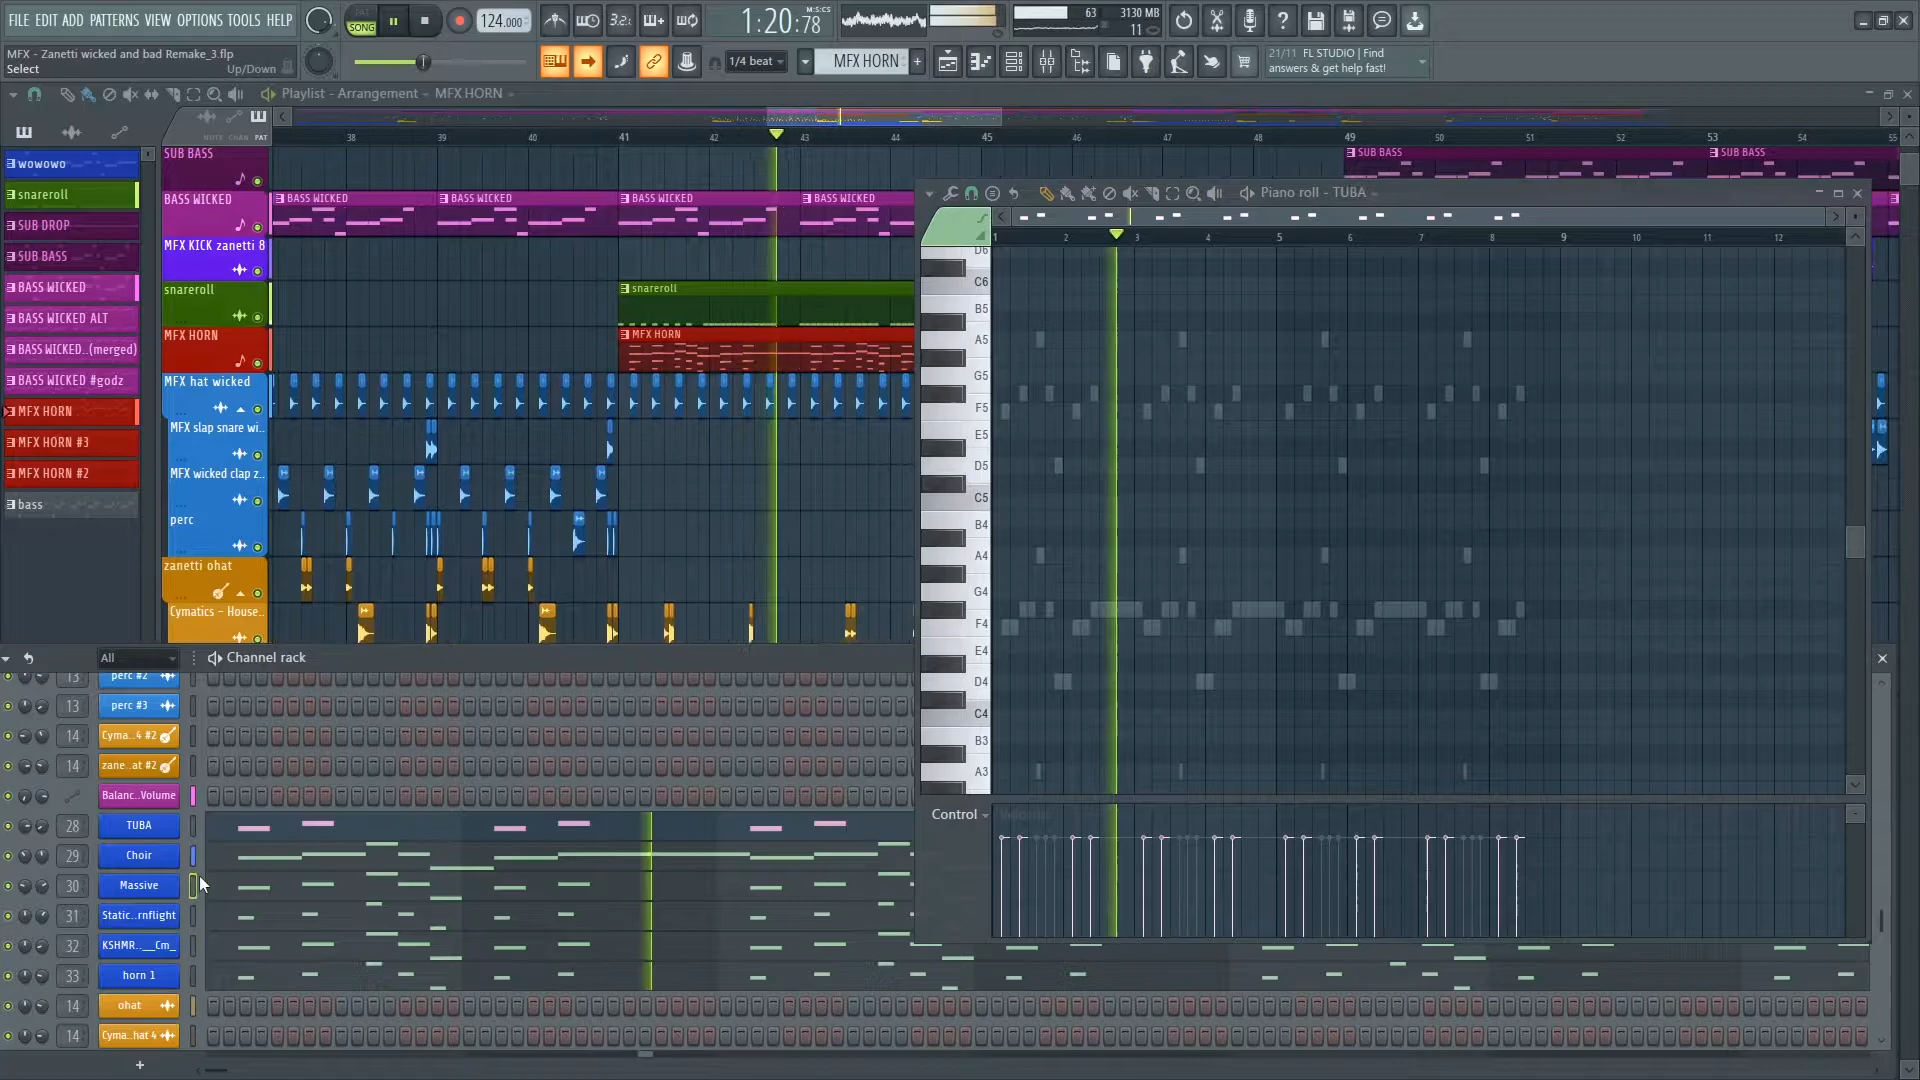 FILE EDIT ADD PATTERNS VIEW OPTIONS TOOLS HELP
PAT
SONG
124.000
3.2
1:20:78
M:S:CS
63
3130 MB
11
MFX - Zanetti wicked and bad Remake_3.flp
Select
Up/Down
1/4 beat
MFX HORN
21/11 FL STUDIO | Find
answers & get help fast!
Playlist - Arrangement - MFX HORN
NOTE CHAN PAT
38 39 40 41 42 43 44 45 46 47 48 49 50 51 52 53 54 55
wowowo
snareroll
SUB DROP
SUB BASS
BASS WICKED
BASS WICKED ALT
BASS WICKED..(merged)
BASS WICKED #godz
MFX HORN
MFX HORN #3
MFX HORN #2
bass
SUB BASS
BASS WICKED
MFX KICK zanetti 8
snareroll
MFX HORN
MFX hat wicked
MFX slap snare wi..
MFX wicked clap z..
perc
zanetti ohat
Cymatics - House..
BASS WICKED
BASS WICKED
BASS WICKED
BASS WICKED
snareroll
MFX HORN
SUB BASS
SUB BASS
Piano roll - TUBA
1 2 3 4 5 6 7 8 9 10 11 12
D6
C6
B5
A5
G5
F5
E5
D5
C5
B4
A4
G4
F4
E4
D4
C4
B3
A3
Control
Velocity
All
Channel rack
13 perc #2
13 perc #3
14 Cyma..4 #2
14 zane..at #2
Balanc..Volume
28 TUBA
29 Choir
30 Massive
31 Static..rnflight
32 KSHMR..__Cm_
33 horn 1
14 ohat
14 Cyma..hat 4